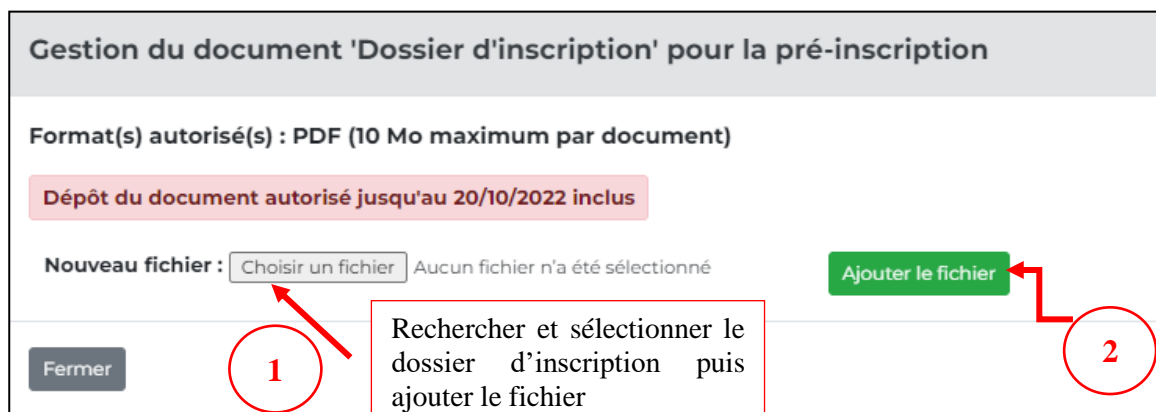 Gestion du document 'Dossier d'inscription' pour la pré-inscription
Format(s) autorisé(s) : PDF (10 Mo maximum par document)
Dépôt du document autorisé jusqu'au 20/10/2022 inclus
Nouveau fichier : Choisir un fichier Aucun fichier n'a été sélectionné Ajouter le fichier
Rechercher et sélectionner le
dossier d’inscription puis
ajouter le fichier
Fermer
1
2